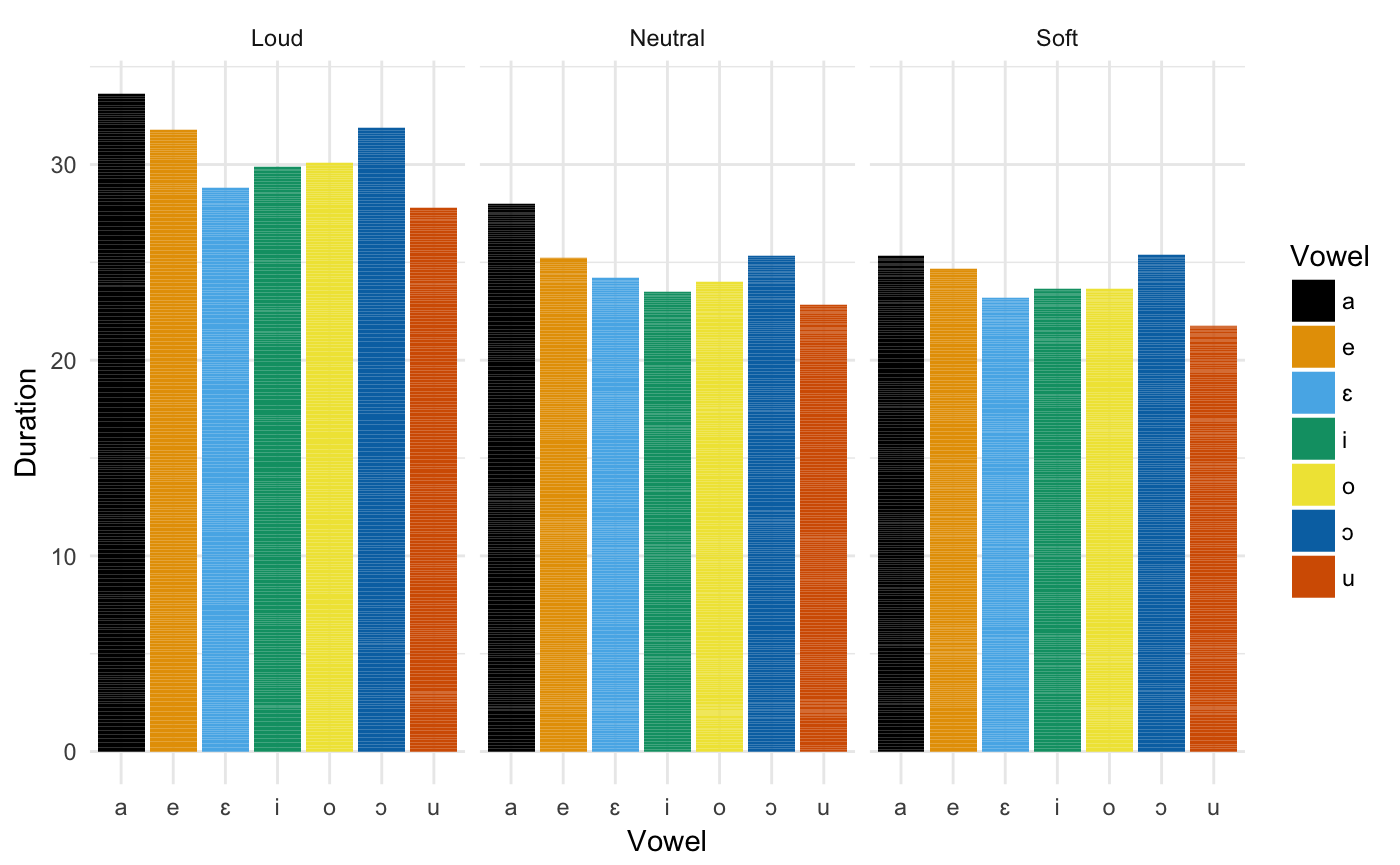 Loud Neutral Soft
30
20
10
0
Duration
a e ɛ i o ɔ u a e ɛ i o ɔ u a e ɛ i o ɔ u
Vowel
Vowel
a
e
ɛ
i
o
ɔ
u